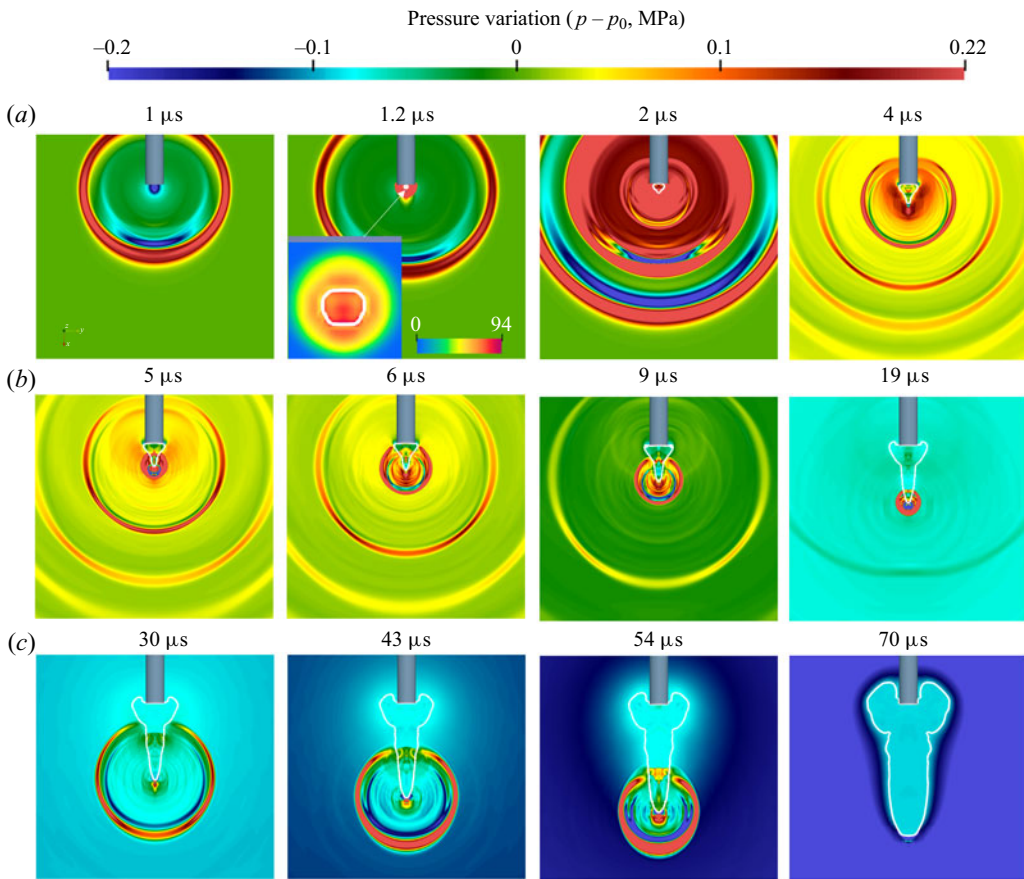 Pressure variation (p – p0, MPa)
–0.2 –0.1 0 0.1 0.22
(a) 1 μs 1.2 μs 2 μs 4 μs
0 94
z y
x
(b) 5 μs 6 μs 9 μs 19 μs
(c) 30 μs 43 μs 54 μs 70 μs